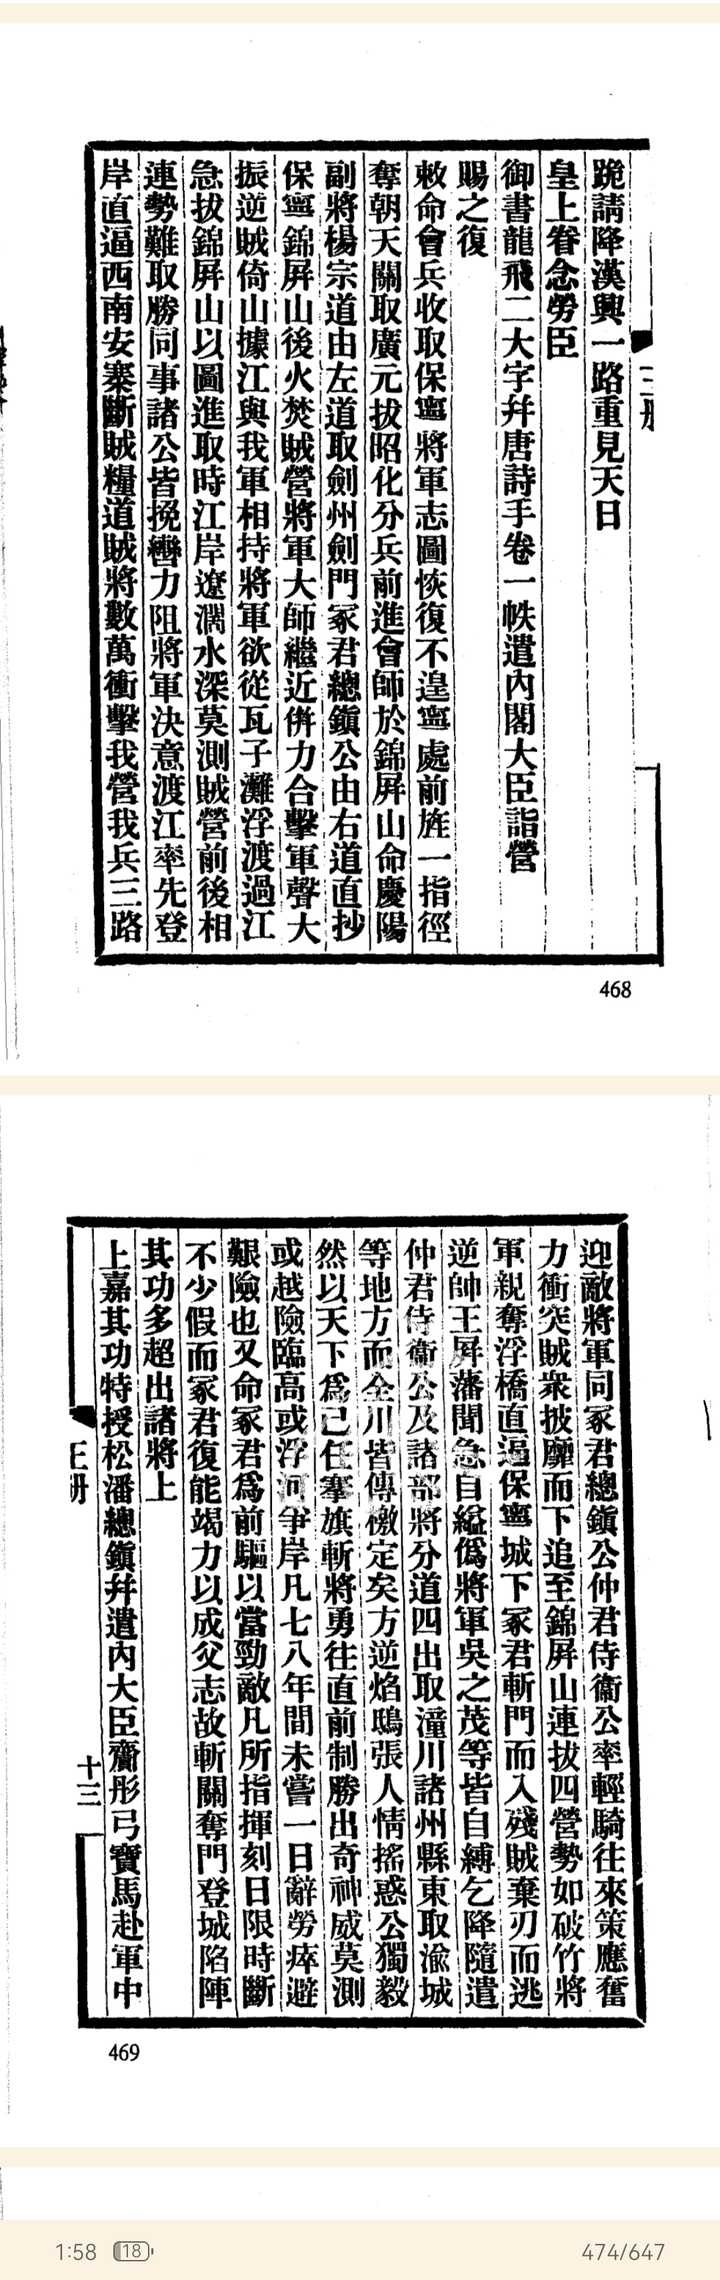 三册
跪請降漢興一路重見天日
皇上眷念勞臣
御書龍飛二大字幷唐詩手卷一帙遣內閣大臣詣營
賜之復
敕命會兵收取保寧將軍志圖恢復不遑寧處前旌一指徑
奪朝天關取廣元拔昭化分兵前進會師於錦屏山命慶陽
副將楊宗道由左道取劍州劍門冢君總鎭公由右道直抄
保寧錦屏山後火焚賊營將軍大師繼近倂力合擊軍聲大
振逆賊倚山據江與我軍相持將軍欲從瓦子灘浮渡過江
急拔錦屏山以圖進取時江岸遼濶水深莫測賊營前後相
連勢難取勝同事諸公皆挽轡力阻將軍決意渡江率先登
岸直逼西南安寨斷賊糧道賊將數萬衝擊我營我兵三路
468
迎敵將軍同冢君總鎭公仲君侍衞公率輕騎往來策應奮
力衝突賊衆披靡而下追至錦屏山連拔四營勢如破竹將
軍親奪浮橋直逼保寧城下冢君斬門而入殘賊棄刃而逃
逆帥王屏藩聞急自縊僞將軍吳之茂等皆自縛乞降隨遣
仲君侍衞公及諸部將分道四出取潼川諸州縣東取渝城
等地方而全川皆傳檄定矣方逆焰鴟張人情搖惑公獨毅
然以天下爲己任搴旗斬將勇往直前制勝出奇神威莫測
或越險臨高或浮河爭岸凡七八年間未嘗一日辭勞瘁避
艱險也又命冢君爲前驅以當勁敵凡所指揮刻日限時斷
不少假而冢君復能竭力以成父志故斬關奪門登城陷陣
其功多超出諸將上
上嘉其功特授松潘總鎭幷遣內大臣齎彤弓寶馬赴軍中
十三
469
1:58
18
474/647